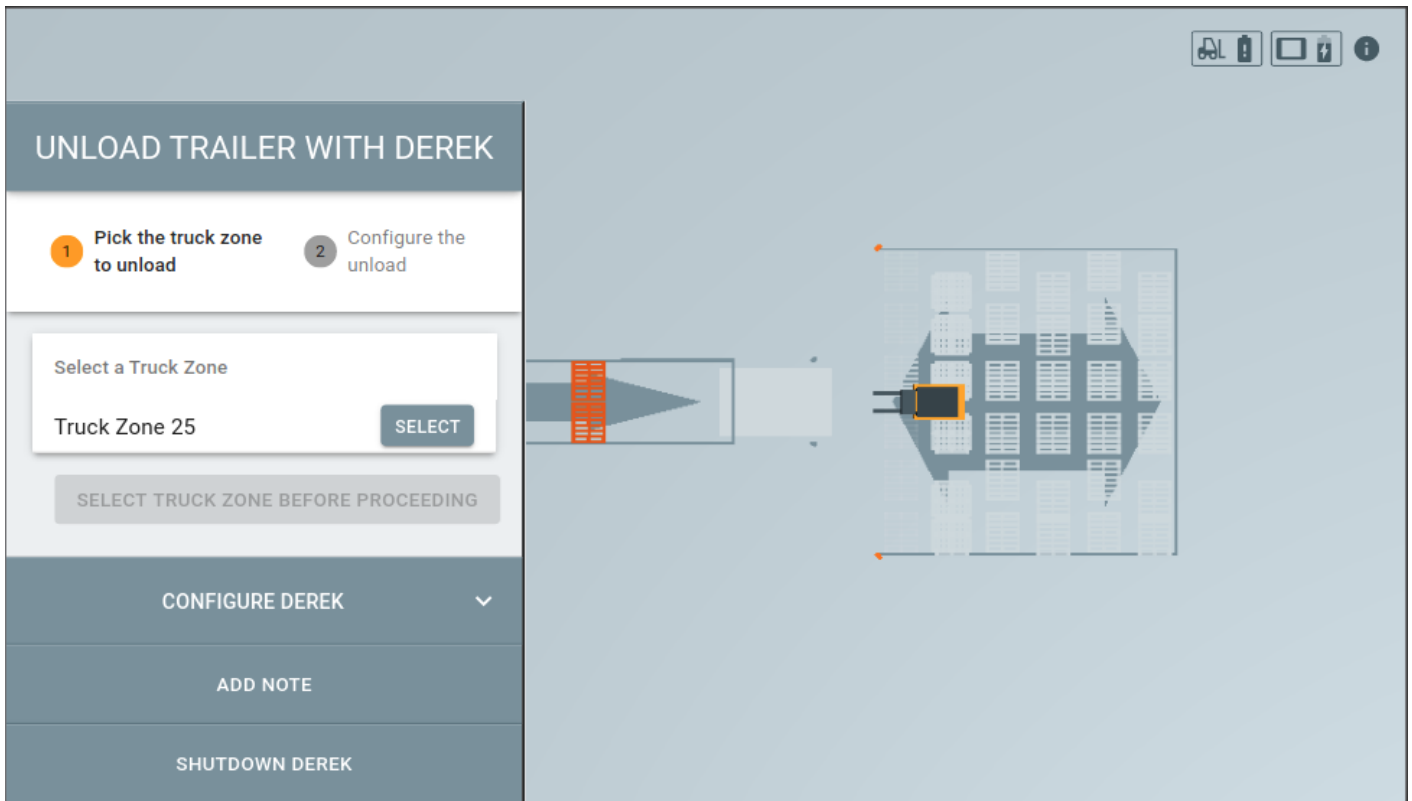 UNLOAD TRAILER WITH DEREK
1
Pick the truck zone
to unload
2
Configure the
unload
Select a Truck Zone
Truck Zone 25
SELECT
SELECT TRUCK ZONE BEFORE PROCEEDING
CONFIGURE DEREK
ADD NOTE
SHUTDOWN DEREK